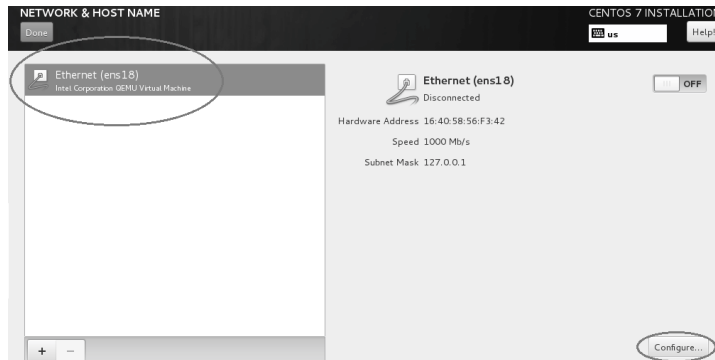 NETWORK & HOST NAME
CENTOS 7 INSTALLATION
Done
us
Help!
Ethernet (ens18)
Intel Corporation QEMU Virtual Machine
Ethernet (ens18)
Disconnected
OFF
Hardware Address 16:40:58:56:F3:42
Speed 1000 Mb/s
Subnet Mask 127.0.0.1
+ −
Configure...